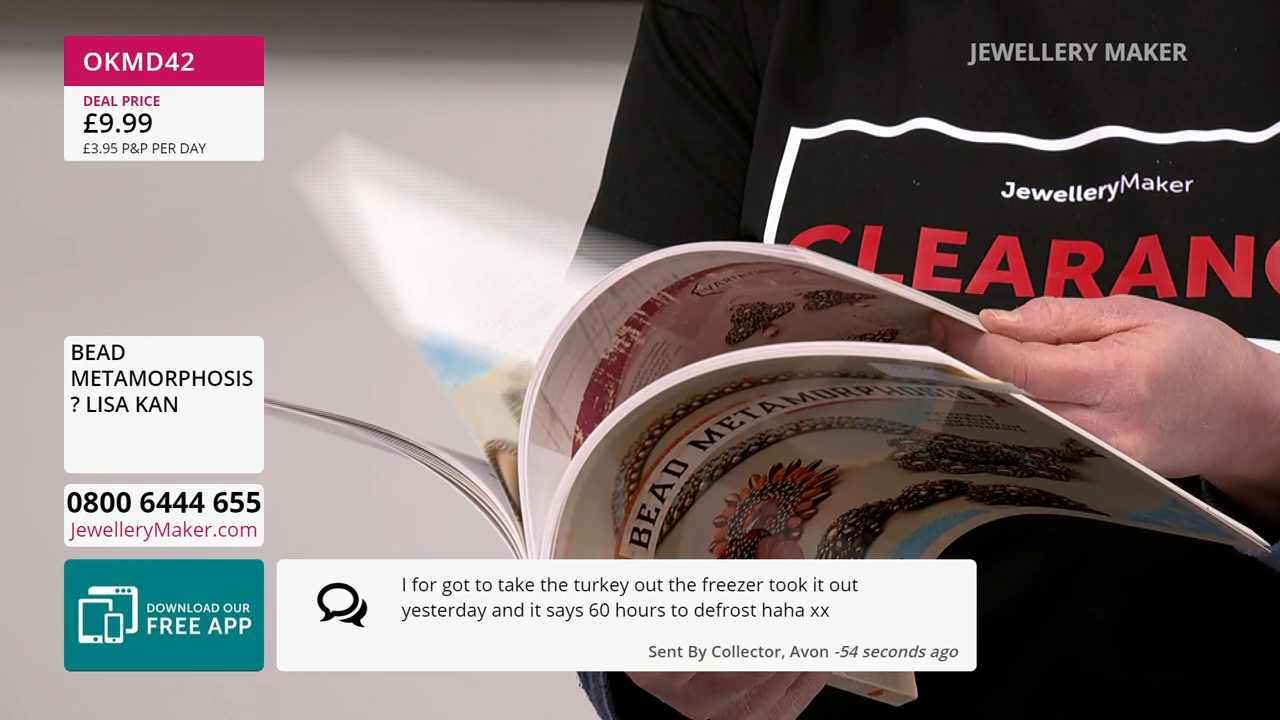 OKMD42
DEAL PRICE
£9.99
£3.95 P&P PER DAY
JEWELLERY MAKER
JewelleryMaker
CLEARANC
VARIATION
BEAD METAMORPHOSIS
BEAD
METAMORPHOSIS
? LISA KAN
0800 6444 655
JewelleryMaker.com
DOWNLOAD OUR
FREE APP
I for got to take the turkey out the freezer took it out
yesterday and it says 60 hours to defrost haha xx
Sent By Collector, Avon -54 seconds ago